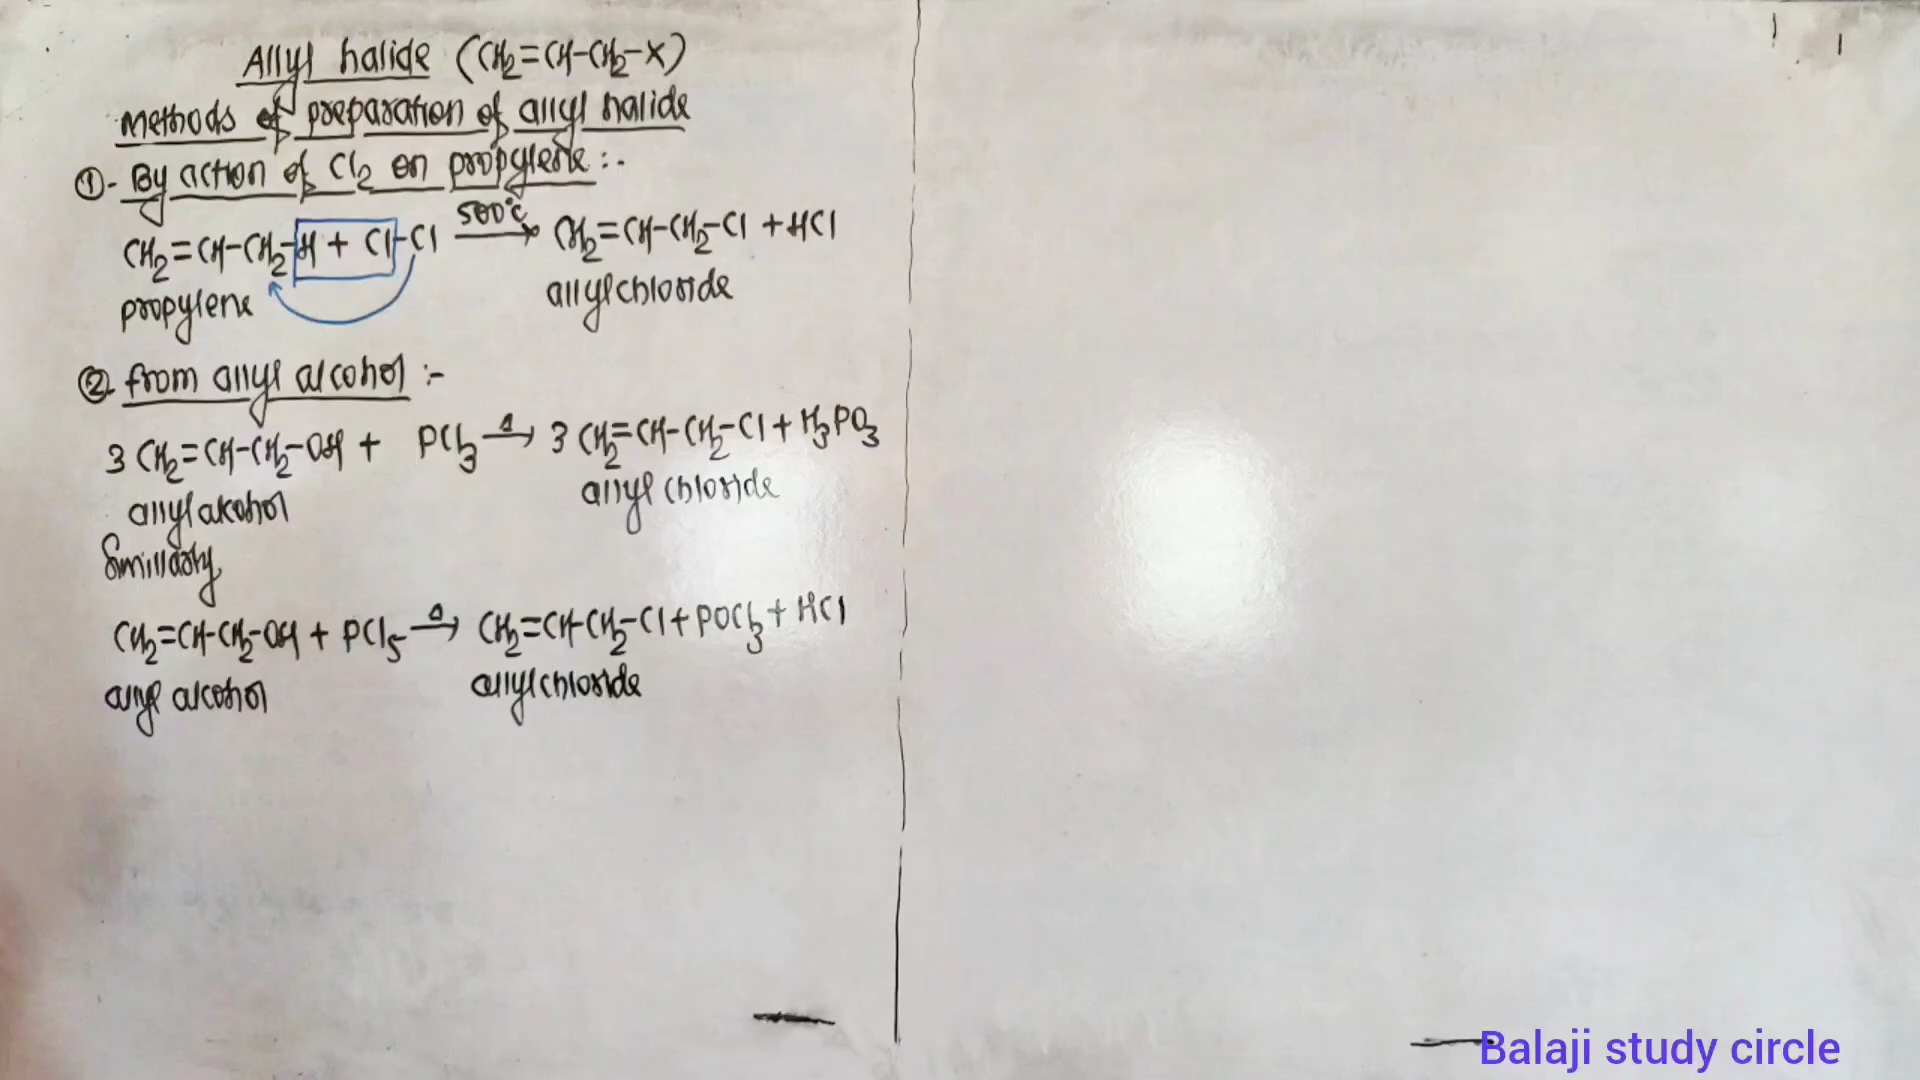 Allyl halide (CH₂=CH-CH₂-X)
Methods of preparation of allyl halide
①- By action of Cl₂ on propylene:-
CH₂=CH-CH₂-H + Cl-Cl 500°C → CH₂=CH-CH₂-Cl + HCl
propylene allylchloride
② from allyl alcohol :-
3 CH₂=CH-CH₂-OH + PCl₃ Δ → 3 CH₂=CH-CH₂-Cl + H₃PO₃
allyl alcohol allyl chloride
Similarly
CH₂=CH-CH₂-OH + PCl₅ Δ → CH₂=CH-CH₂-Cl + POCl₃ + HCl
allyl alcohol allylchloride
Balaji study circle